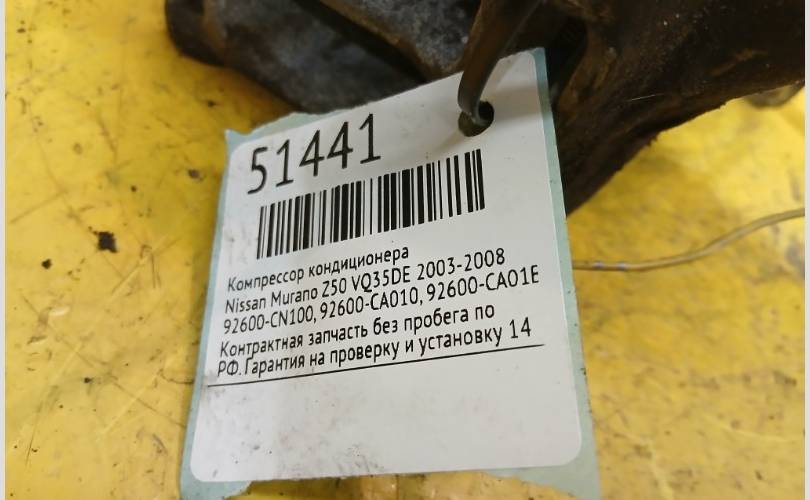 51441
Компрессор кондиционера
Nissan Murano Z50 VQ35DE 2003-2008
92600-CN100, 92600-CA010, 92600-CA01E
Контрактная запчасть без пробега по
РФ. Гарантия на проверку и установку 14